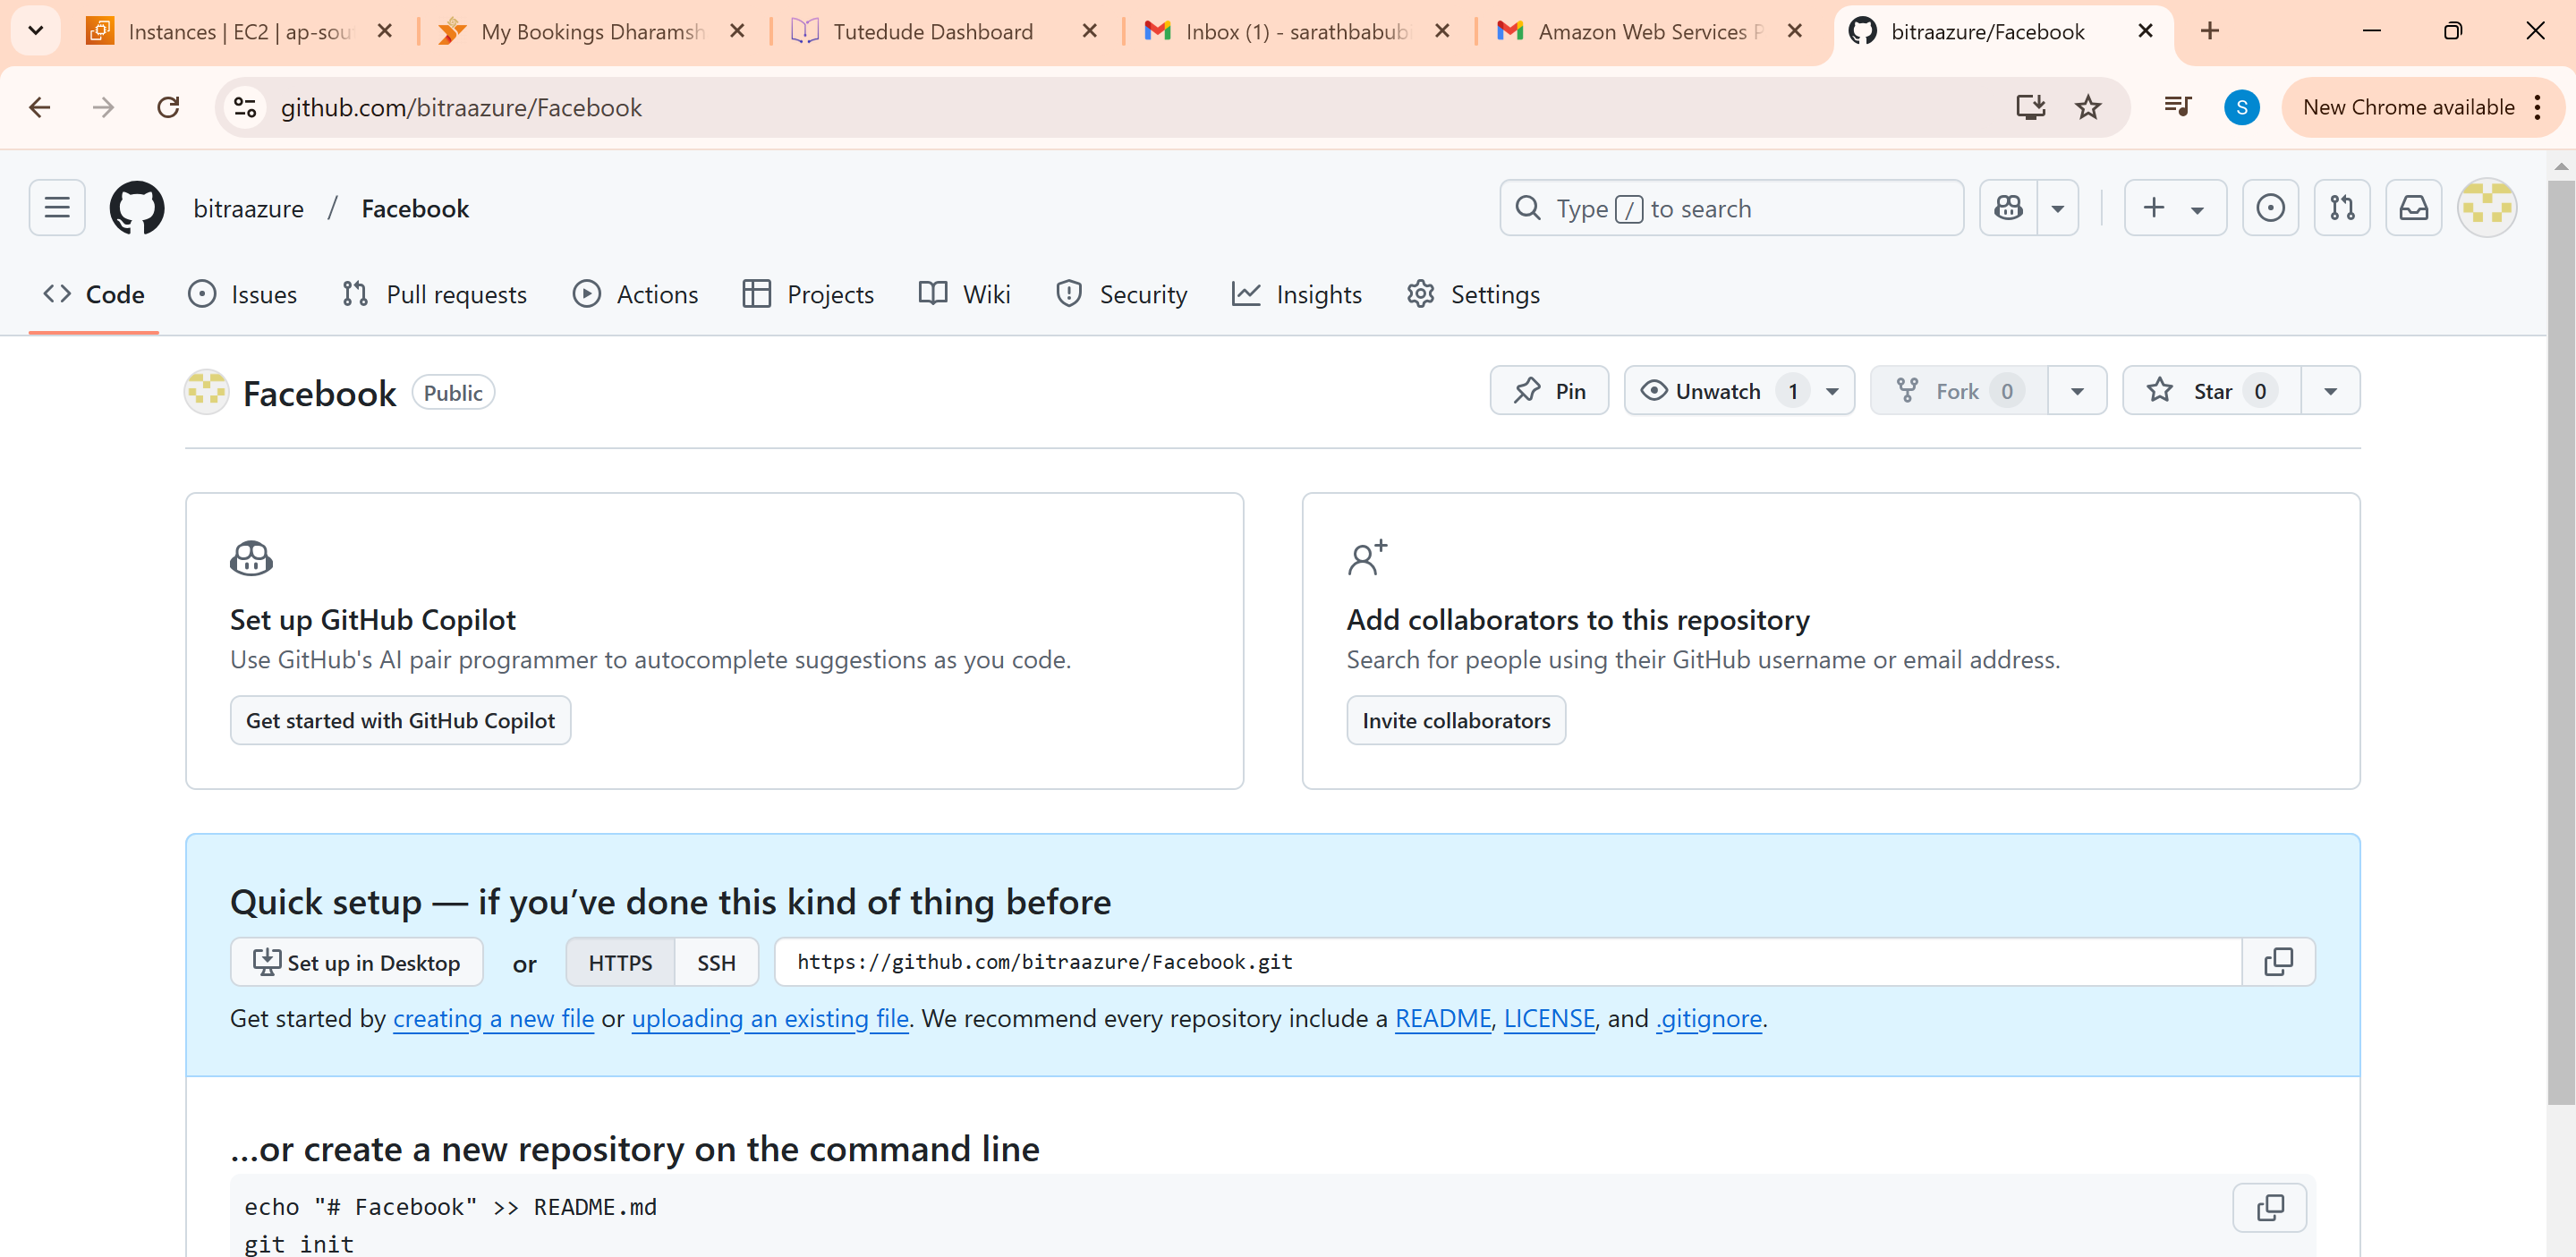 Instances | EC2 | ap-sout
My Bookings Dharamsh
Tutedude Dashboard
Inbox (1) - sarathbabubi
Amazon Web Services P
bitraazure/Facebook
github.com/bitraazure/Facebook
S
New Chrome available
bitraazure / Facebook
Type / to search
Code
Issues
Pull requests
Actions
Projects
Wiki
Security
Insights
Settings
Facebook Public
Pin
Unwatch 1
Fork 0
Star 0
Set up GitHub Copilot
Use GitHub's AI pair programmer to autocomplete suggestions as you code.
Get started with GitHub Copilot
Add collaborators to this repository
Search for people using their GitHub username or email address.
Invite collaborators
Quick setup — if you’ve done this kind of thing before
Set up in Desktop or HTTPS SSH https://github.com/bitraazure/Facebook.git
Get started by creating a new file or uploading an existing file. We recommend every repository include a README, LICENSE, and .gitignore.
…or create a new repository on the command line
echo "# Facebook" >> README.md
git init